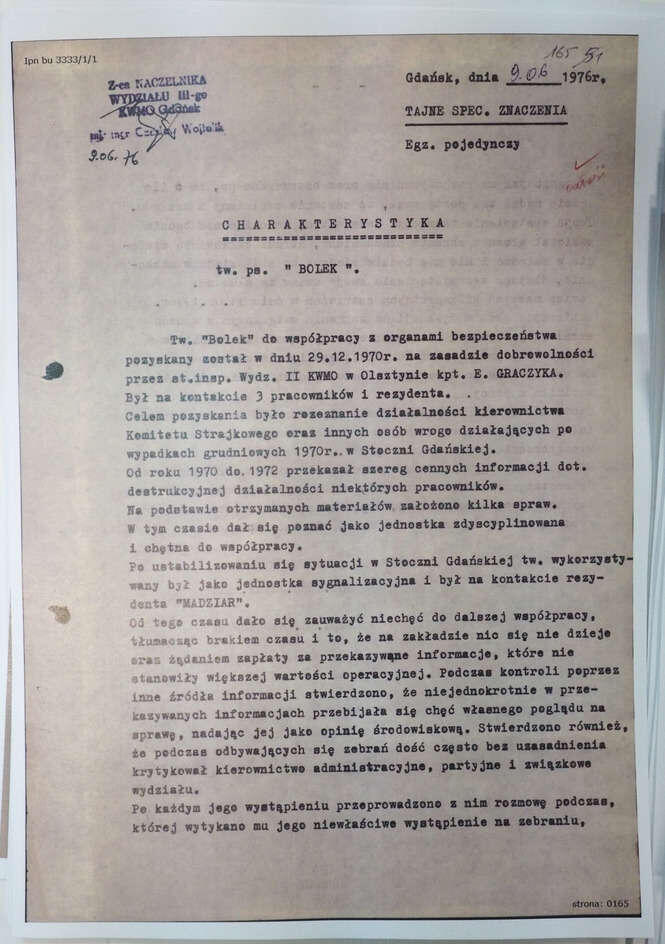 Ipn bu 3333/1/1
165 51
Z-ca NACZELNIKA
WYDZIAŁU III-go
KWMO Gdańsk
mjr mgr Czesław Wojtalik
9.06.76
Gdańsk, dnia 9.06 1976r,
TAJNE SPEC. ZNACZENIA
Egz. pojedynczy
C H A R A K T E R Y S T Y K A
=============================
tw. ps. " BOLEK ".
Tw. "Bolek" do współpracy z organami bezpieczeństwa
pozyskany został w dniu 29.12.1970r. na zasadzie dobrewolności
przez st.insp. Wydz. II KWMO w Olsztynie kpt. E. GRACZYKA.
Był na kontakcie 3 pracowników i rezydenta.
Celem pozyskania było rozeznanie działalności kierownictwa
Komitetu Strajkowego oraz innych osób wrogo działających po
wypadkach grudniowych 1970r. w Stoczni Gdańskiej.
Od roku 1970 do 1972 przekazał szereg cennych informacji dot.
destrukcyjnej działalności niektórych pracowników.
Na podstawie otrzymanych materiałów założono kilka spraw.
W tym czasie dał się poznać jako jednostka zdyscyplinowana
i chętna do współpracy.
Po ustabilizowaniu się sytuacji w Stoczni Gdańskiej tw. wykorzysty-
wany był jako jednostka sygnalizacyjna i był na kontakcie rezy-
denta "MADZIAR".
Od tego czasu dało się zauważyć niechęć do dalszej współpracy,
tłumacząc brakiem czasu i to, że na zakładzie nic się nie dzieje
oraz żądaniem zapłaty za przekazywane informacje, które nie
stanowiły większej wartości operacyjnej. Podczas kontroli poprzez
inne źródła informacji stwierdzono, że niejednokrotnie w prze-
kazywanych informacjach przebijała się chęć własnego poglądu na
sprawę, nadając jej jako opinię środowiskową. Stwierdzono również,
że podczas odbywających się zebrań dość często bez uzasadnienia
krytykował kierownictwo administracyjne, partyjne i związkowe
wydziału.
Po każdym jego wystąpieniu przeprowadzono z nim rozmowę podczas,
której wytykano mu jego niewłaściwe wystąpienie na zebraniu,
strona: 0165